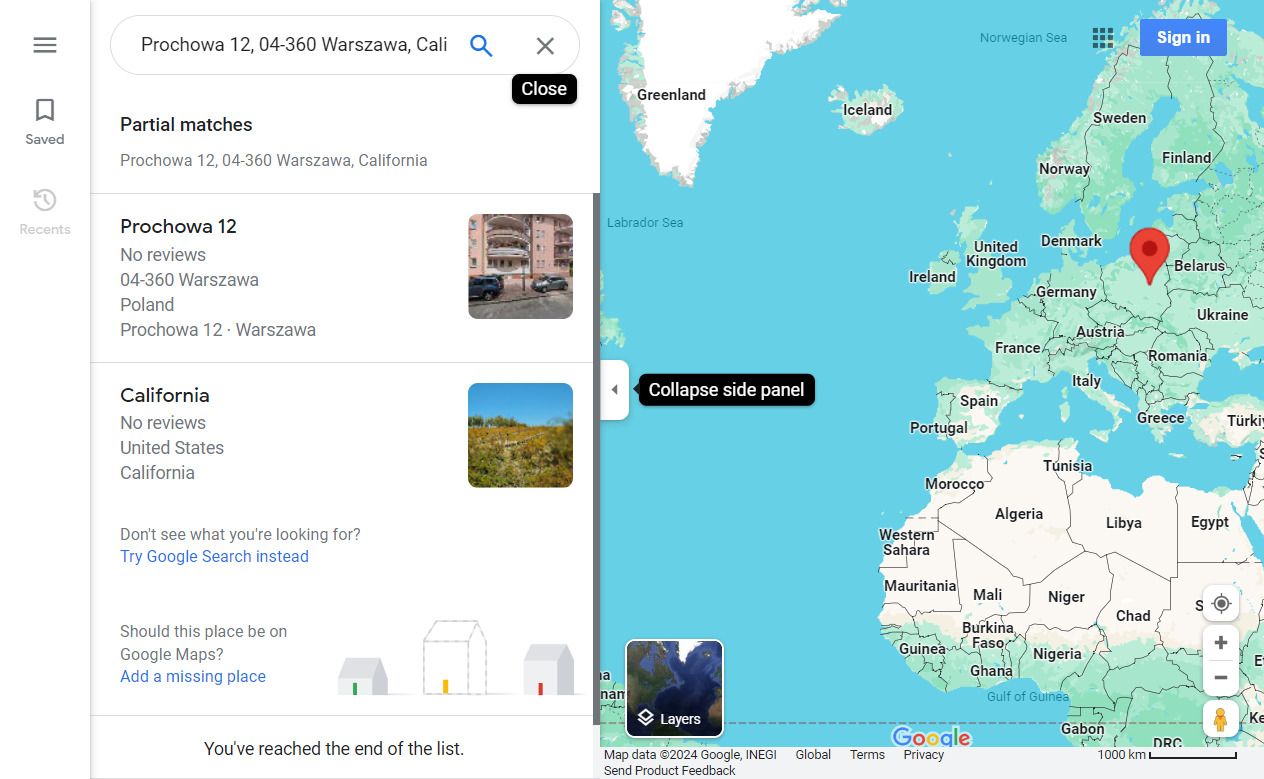 Prochowa 12, 04-360 Warszawa, Cali
Close
Saved
Recents
Partial matches
Prochowa 12, 04-360 Warszawa, California
Prochowa 12
No reviews
04-360 Warszawa
Poland
Prochowa 12 · Warszawa
California
No reviews
United States
California
Don't see what you're looking for?
Try Google Search instead
Should this place be on
Google Maps?
Add a missing place
You've reached the end of the list.
Collapse side panel
Sign in
Norwegian Sea
Greenland
Iceland
Sweden
Finland
Norway
Labrador Sea
Denmark
United
Kingdom
Belarus
Ireland
Germany
Ukraine
Austria
France
Romania
Italy
Spain
Greece
Türki
Portugal
Tunisia
Morocco
Algeria
Libya
Egypt
Western
Sahara
Mauritania
Mali
Niger
Chad
S
Burkina
Faso
Guinea
Nigeria
Ghana
E
na
nam
Gulf of Guinea
Gabon
Ke
DRC
Layers
Google
Map data ©2024 Google, INEGI
Global
Terms
Privacy
1000 km
Send Product Feedback